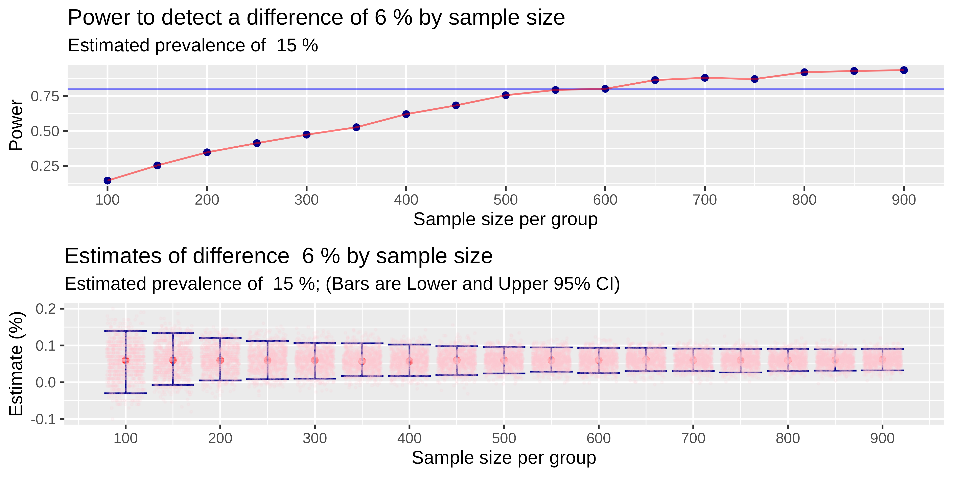 Power to detect a difference of 6 % by sample size
Estimated prevalence of  15 %
Power
0.75
0.50
0.25
100 200 300 400 500 600 700 800 900
Sample size per group
Estimates of difference  6 % by sample size
Estimated prevalence of  15 %; (Bars are Lower and Upper 95% CI)
Estimate (%)
0.2
0.1
0.0
-0.1
100 200 300 400 500 600 700 800 900
Sample size per group